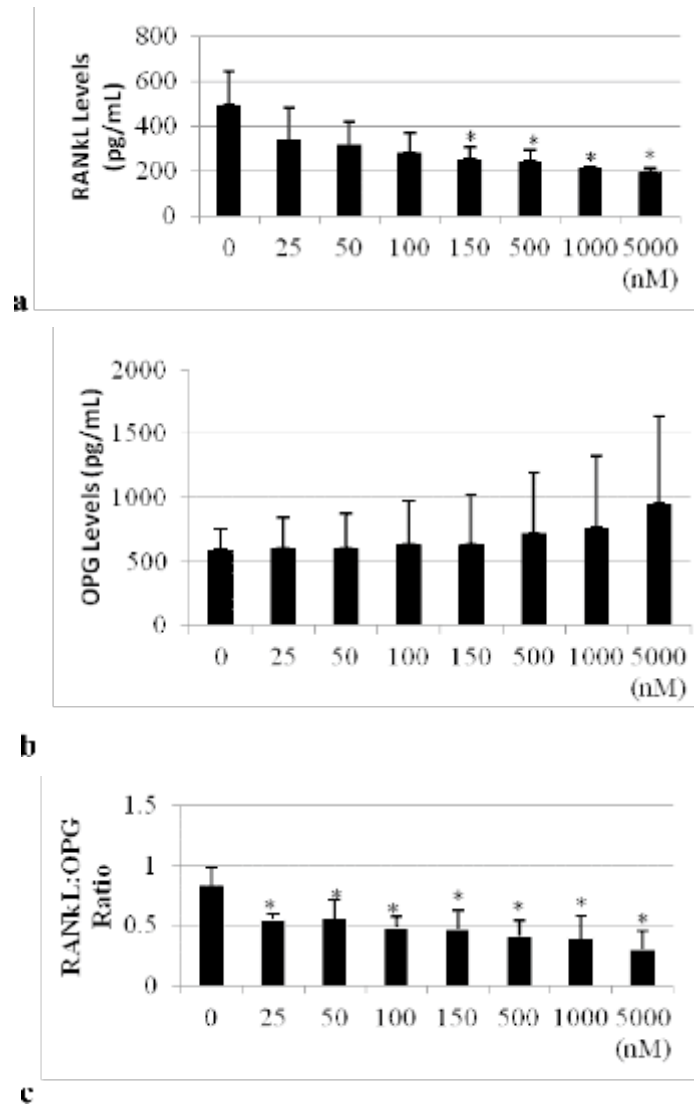 RANkL Levels
(pg/mL)
800
600
400
200
0
* * * *
0 25 50 100 150 500 1000 5000
(nM)
a
OPG Levels (pg/mL)
2000
1500
1000
500
0
0 25 50 100 150 500 1000 5000
(nM)
b
RANkL:OPG
Ratio
1.5
1
0.5
0
* * * * * * *
0 25 50 100 150 500 1000 5000
(nM)
c